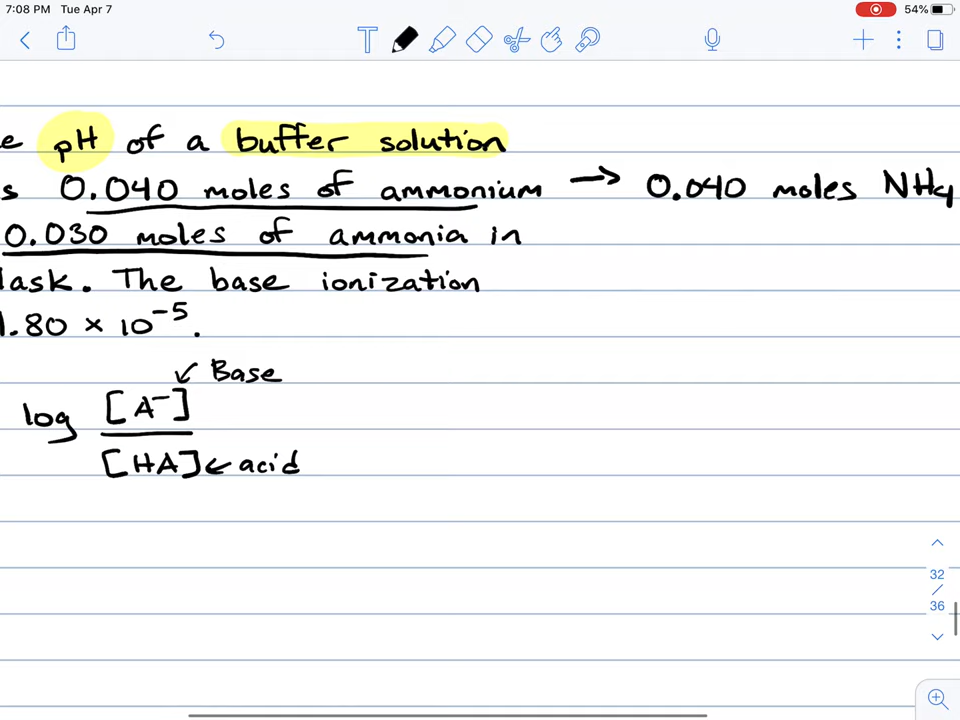 7:08 PM Tue Apr 7
54%
T
e pH of a buffer solution
s 0.040 moles of ammonium → 0.040 moles NH4
0.030 moles of ammonia in
lask. The base ionization
1.80 × 10⁻⁵.
↙ Base
log [A⁻]
[HA] ← acid
32
/
36